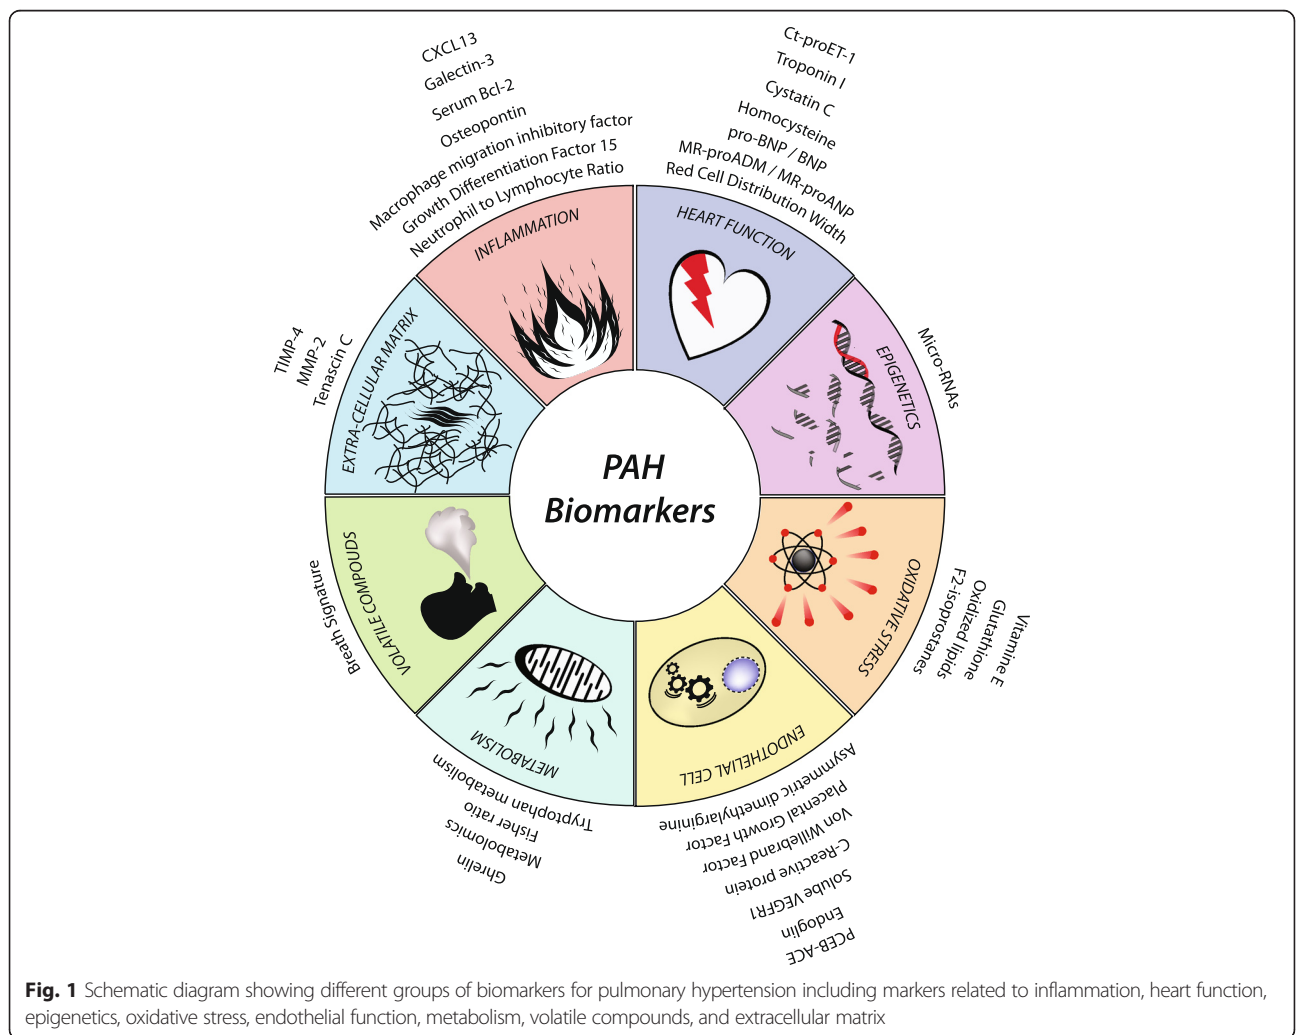 CXCL13
Galectin-3
Serum Bcl-2
Osteopontin
Macrophage migration inhibitory factor
Growth Differentiation Factor 15
Neutrophil to Lymphocyte Ratio
INFLAMMATION
Ct-proET-1
Troponin I
Cystatin C
Homocysteine
pro-BNP / BNP
MR-proADM / MR-proANP
Red Cell Distribution Width
HEART FUNCTION
Micro-RNAs
EPIGENETICS
Vitamine E
Glutathione
Oxidized lipids
F2-isoprostanes
OXIDATIVE STRESS
ENDOTHELIAL CELL
Asymmetric dimethylarginine
Placental Growth Factor
Von Willebrand Factor
C-Reactive protein
Solube VEGFR1
Endoglin
PCEB-ACE
METABOLISM
Tryptophan metabolism
Fisher ratio
Metabolomics
Ghrelin
VOLATILE COMPOUDS
Breath Signature
TIMP-4
MMP-2
Tenascin C
EXTRA-CELLULAR MATRIX
PAH
Biomarkers
Fig. 1 Schematic diagram showing different groups of biomarkers for pulmonary hypertension including markers related to inflammation, heart function,
epigenetics, oxidative stress, endothelial function, metabolism, volatile compounds, and extracellular matrix